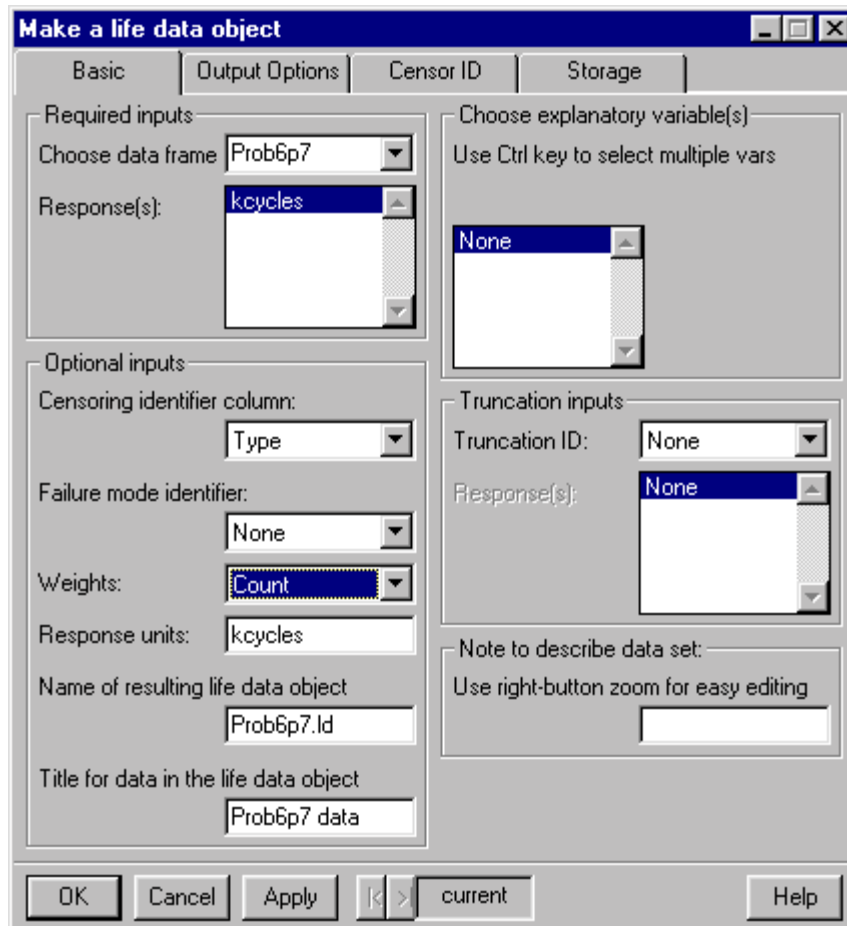 Make a life data object
Basic
Output Options
Censor ID
Storage
Required inputs
Choose data frame
Prob6p7
Response(s):
kcycles
Optional inputs
Censoring identifier column:
Type
Failure mode identifier:
None
Weights:
Count
Response units:
kcycles
Name of resulting life data object
Prob6p7.ld
Title for data in the life data object
Prob6p7 data
Choose explanatory variable(s)
Use Ctrl key to select multiple vars
None
Truncation inputs
Truncation ID:
None
Response(s):
None
Note to describe data set:
Use right-button zoom for easy editing
OK
Cancel
Apply
|<
>|
current
Help